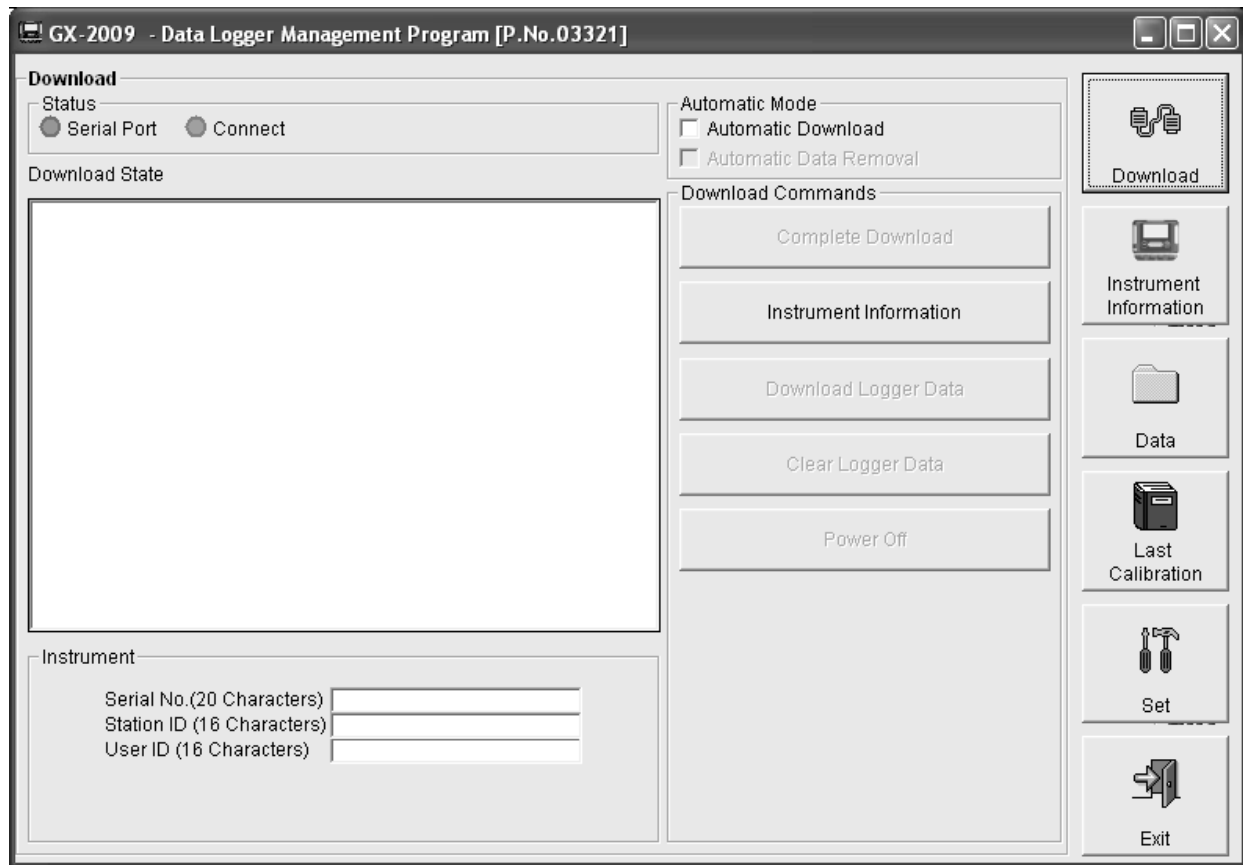 GX-2009 - Data Logger Management Program [P.No.03321]
Download
Status
Serial Port Connect
Download State
Automatic Mode
Automatic Download
Automatic Data Removal
Download Commands
Complete Download
Instrument Information
Download Logger Data
Clear Logger Data
Power Off
Instrument
Serial No.(20 Characters)
Station ID (16 Characters)
User ID (16 Characters)
Download
Instrument
Information
Data
Last
Calibration
Set
Exit